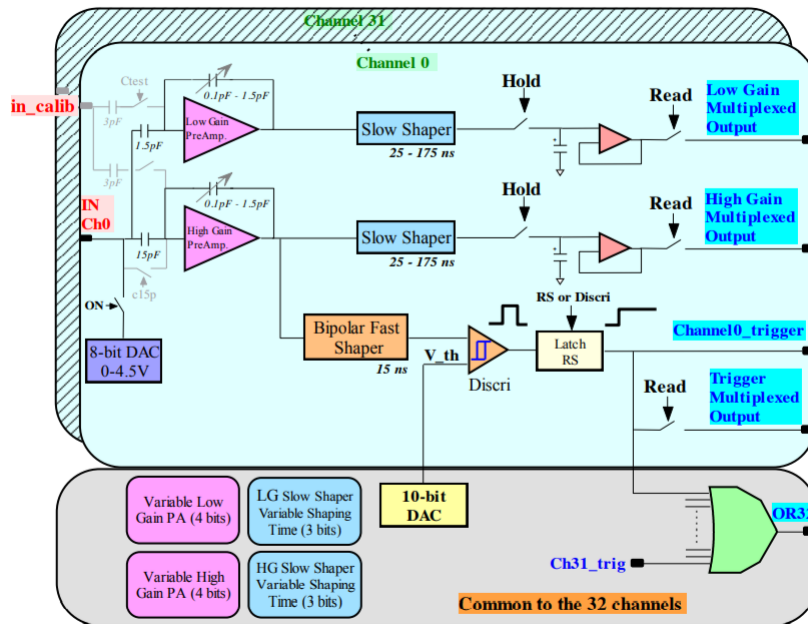 Channel 31
Channel 0
in_calib
Ctest
3pF
1.5pF
0.1pF - 1.5pF
Low Gain
PreAmp.
Slow Shaper
25 - 175 ns
Hold
Read
Low Gain
Multiplexed
Output
3pF
IN
Ch0
15pF
c15p
0.1pF - 1.5pF
High Gain
PreAmp.
Slow Shaper
25 - 175 ns
Hold
Read
High Gain
Multiplexed
Output
ON
8-bit DAC
0-4.5V
Bipolar Fast
Shaper
15 ns
V_th
Discri
RS or Discri
Latch
RS
Channel0_trigger
Read
Trigger
Multiplexed
Output
Variable Low
Gain PA (4 bits)
LG Slow Shaper
Variable Shaping
Time (3 bits)
10-bit
DAC
OR32
Variable High
Gain PA (4 bits)
HG Slow Shaper
Variable Shaping
Time (3 bits)
Ch31_trig
Common to the 32 channels